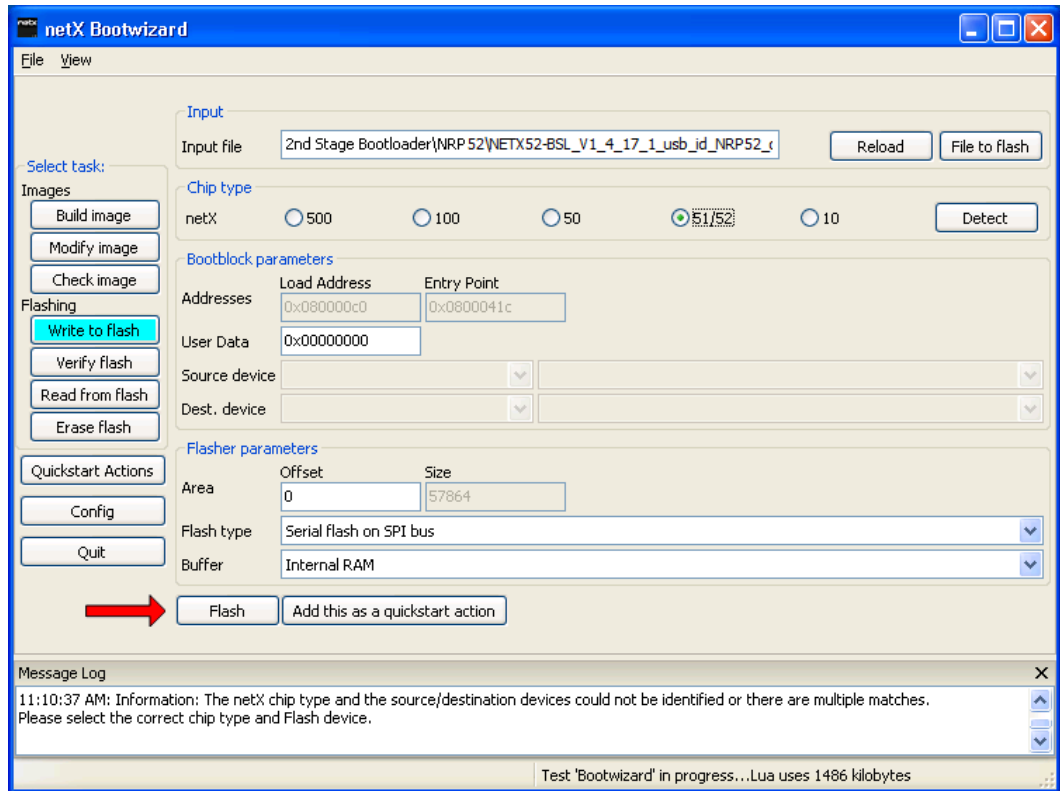 netX Bootwizard
File View
Input
Input file 2nd Stage Bootloader\NRP52\NETX52-BSL_V1_4_17_1_usb_id_NRP52_ Reload File to flash
Select task:
Images
Build image
Modify image
Check image
Flashing
Write to flash
Verify flash
Read from flash
Erase flash
Quickstart Actions
Config
Quit
Chip type
netX 500 100 50 51/52 10 Detect
Bootblock parameters
Load Address Entry Point
Addresses 0x080000c0 0x0800041c
User Data 0x00000000
Source device
Dest. device
Flasher parameters
Offset Size
Area 0 57864
Flash type Serial flash on SPI bus
Buffer Internal RAM
Flash Add this as a quickstart action
Message Log
11:10:37 AM: Information: The netX chip type and the source/destination devices could not be identified or there are multiple matches.
Please select the correct chip type and Flash device.
Test 'Bootwizard' in progress...Lua uses 1486 kilobytes